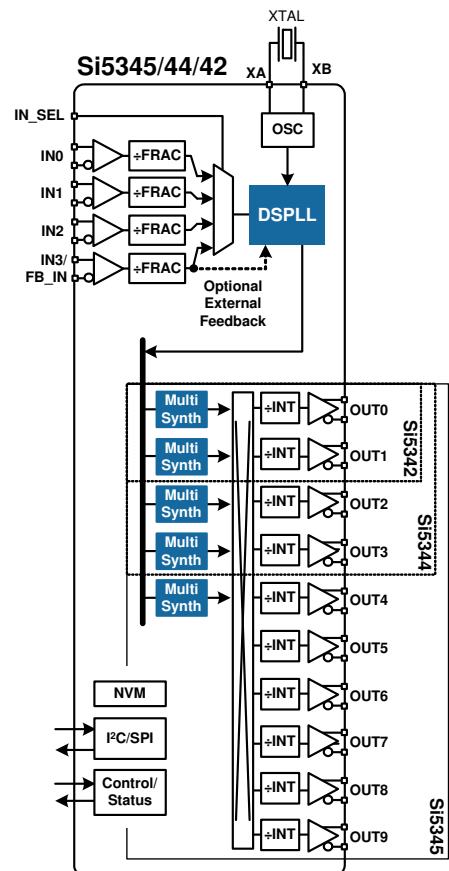 XTAL
Si5345/44/42
XA
XB
IN_SEL
OSC
IN0
÷FRAC
IN1
÷FRAC
DSPLL
IN2
÷FRAC
IN3/
FB_IN
÷FRAC
Optional
External
Feedback
Multi
Synth
÷INT
OUT0
Multi
Synth
÷INT
OUT1
Si5342
Multi
Synth
÷INT
OUT2
Multi
Synth
÷INT
OUT3
Si5344
Multi
Synth
÷INT
OUT4
÷INT
OUT5
NVM
÷INT
OUT6
I²C/SPI
÷INT
OUT7
Control/
Status
÷INT
OUT8
÷INT
OUT9
Si5345